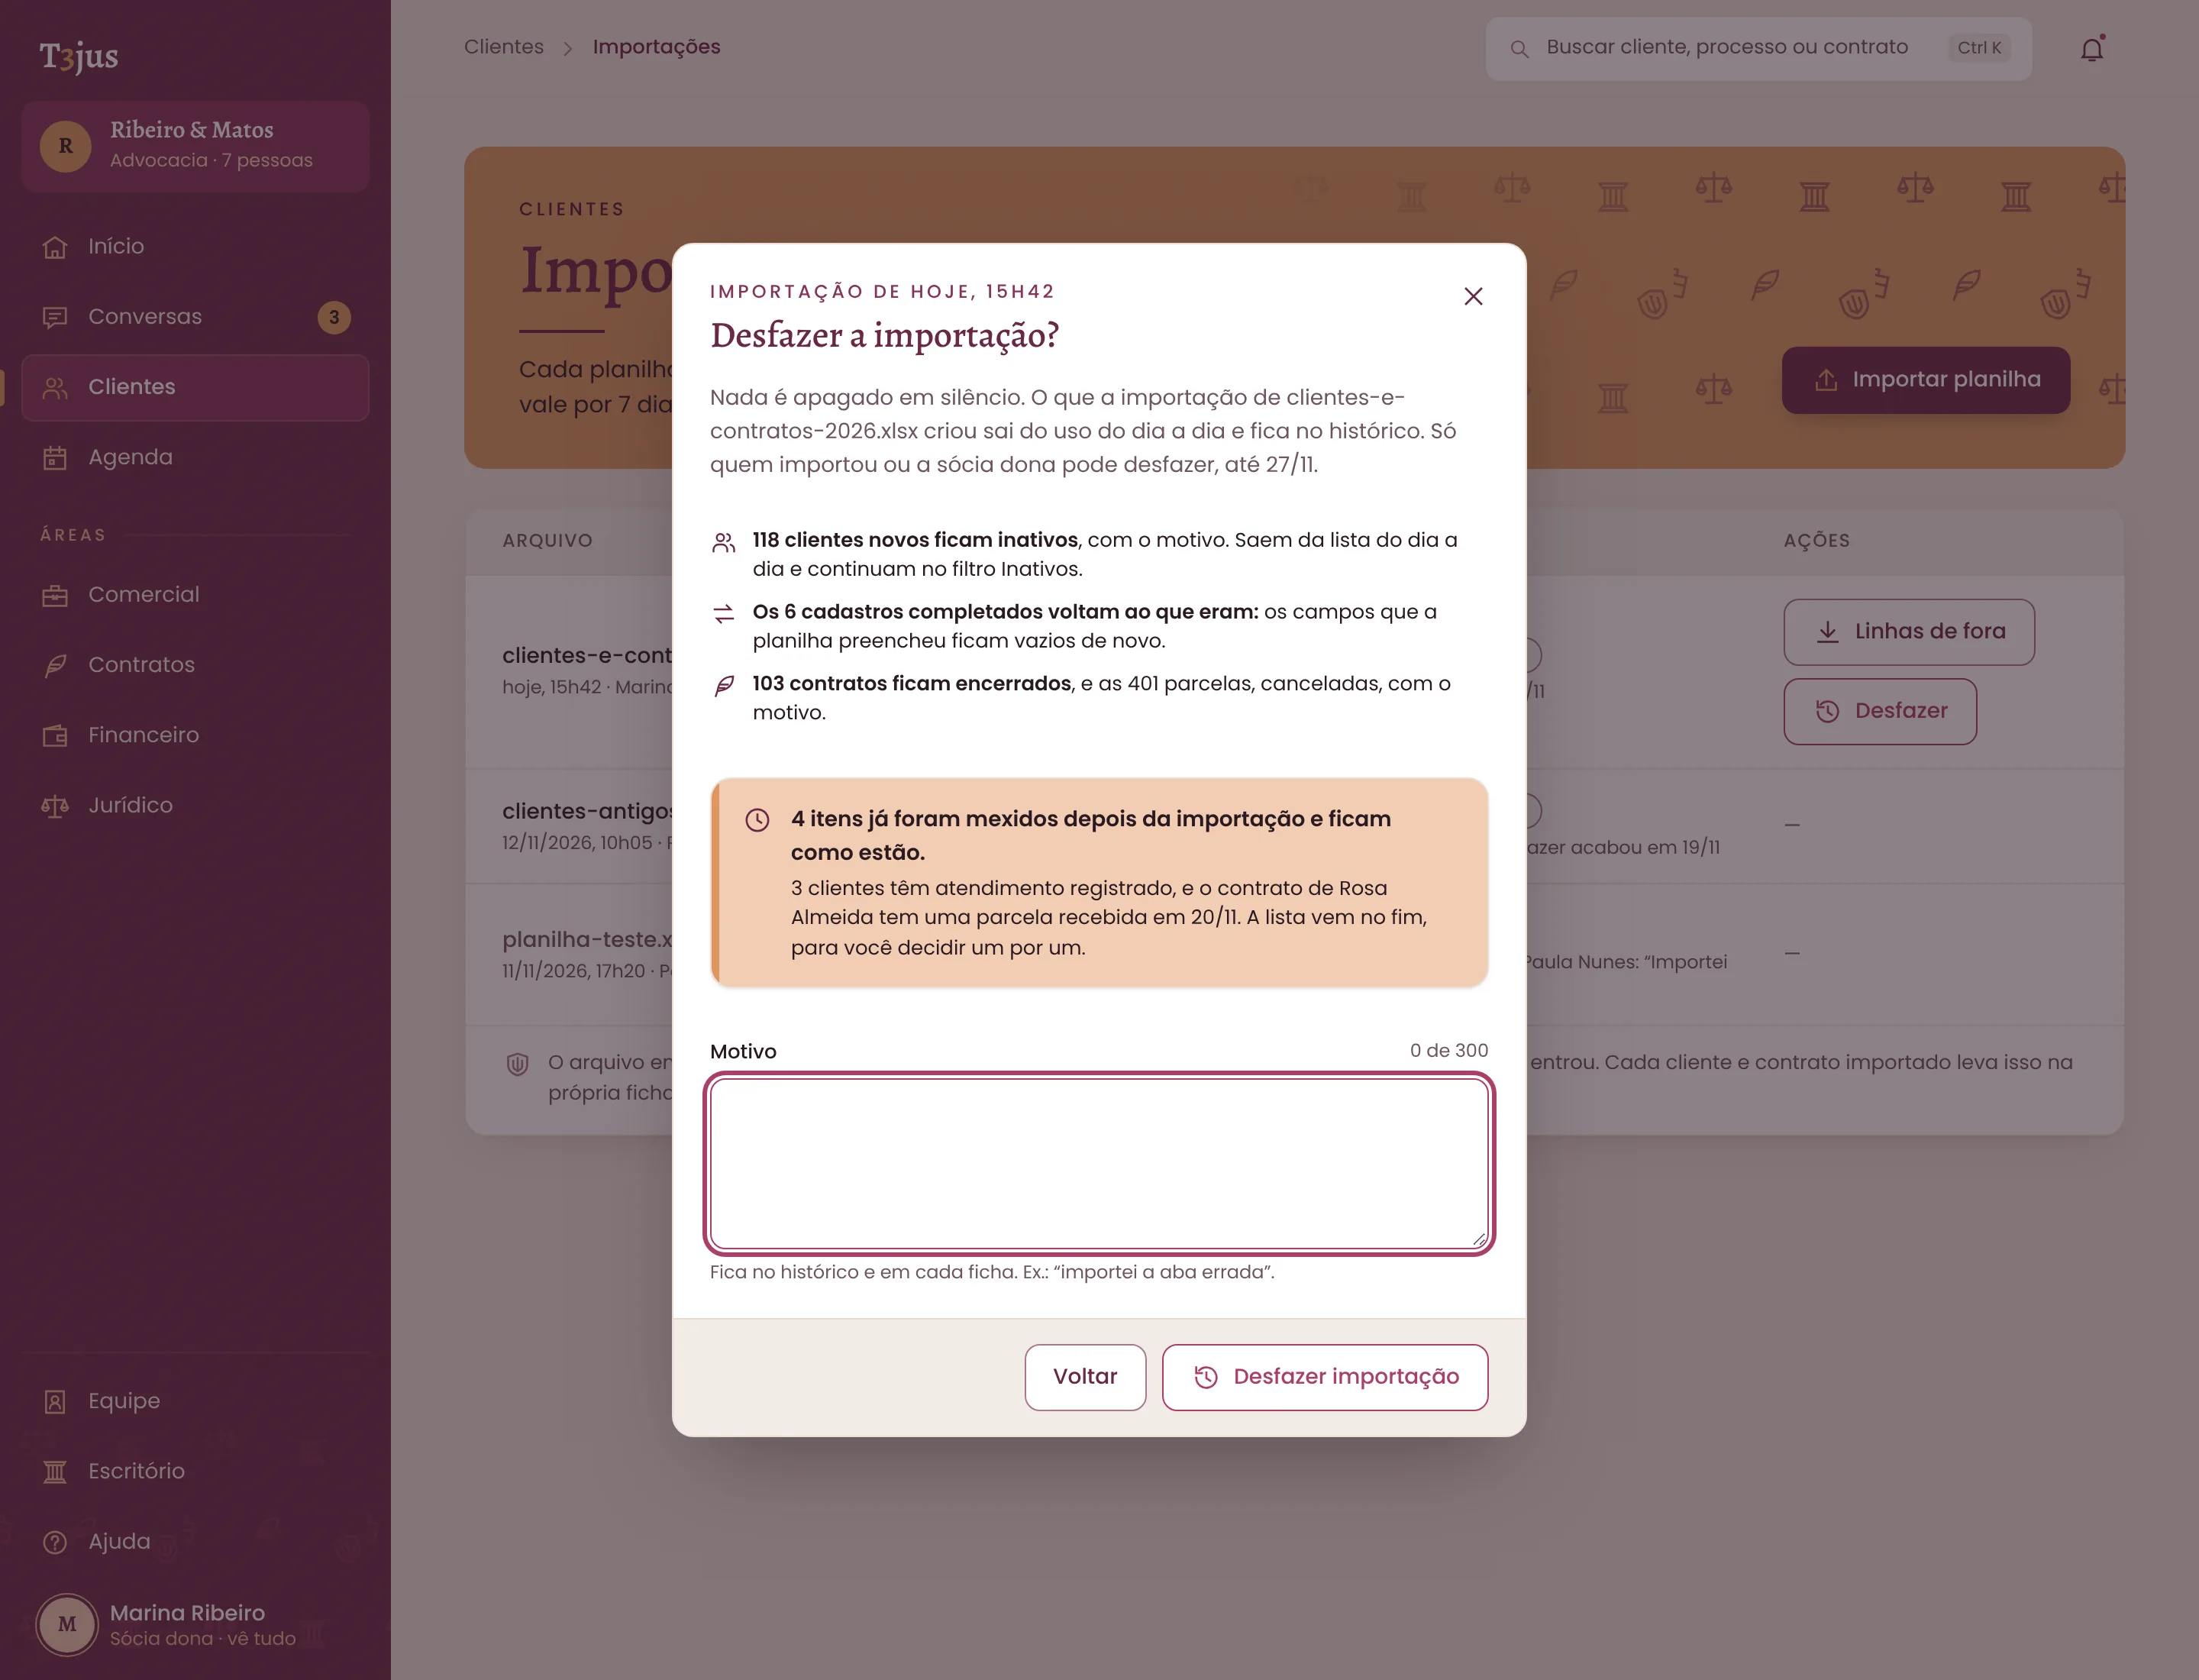 T3jus
R
Ribeiro & Matos
Advocacia · 7 pessoas
Início
Conversas
3
Clientes
Agenda
ÁREAS
Comercial
Contratos
Financeiro
Jurídico
Equipe
Escritório
Ajuda
M
Marina Ribeiro
Sócia dona · vê tudo
Clientes
Importações
Buscar cliente, processo ou contrato
Ctrl K
CLIENTES
Impo
Cada planilha
vale por 7 dia
Importar planilha
ARQUIVO
AÇÕES
clientes-e-cont
hoje, 15h42 · Marin
/11
Linhas de fora
Desfazer
clientes-antigos
12/11/2026, 10h05 ·
azer acabou em 19/11
—
planilha-teste.x
11/11/2026, 17h20 · P
Paula Nunes: “Importei
—
O arquivo en
entrou. Cada cliente e contrato importado leva isso na
própria ficha
IMPORTAÇÃO DE HOJE, 15H42
Desfazer a importação?
Nada é apagado em silêncio. O que a importação de clientes-e-
contratos-2026.xlsx criou sai do uso do dia a dia e fica no histórico. Só
quem importou ou a sócia dona pode desfazer, até 27/11.
118 clientes novos ficam inativos, com o motivo. Saem da lista do dia a
dia e continuam no filtro Inativos.
Os 6 cadastros completados voltam ao que eram: os campos que a
planilha preencheu ficam vazios de novo.
103 contratos ficam encerrados, e as 401 parcelas, canceladas, com o
motivo.
4 itens já foram mexidos depois da importação e ficam
como estão.
3 clientes têm atendimento registrado, e o contrato de Rosa
Almeida tem uma parcela recebida em 20/11. A lista vem no fim,
para você decidir um por um.
Motivo
0 de 300
Fica no histórico e em cada ficha. Ex.: “importei a aba errada”.
Voltar
Desfazer importação